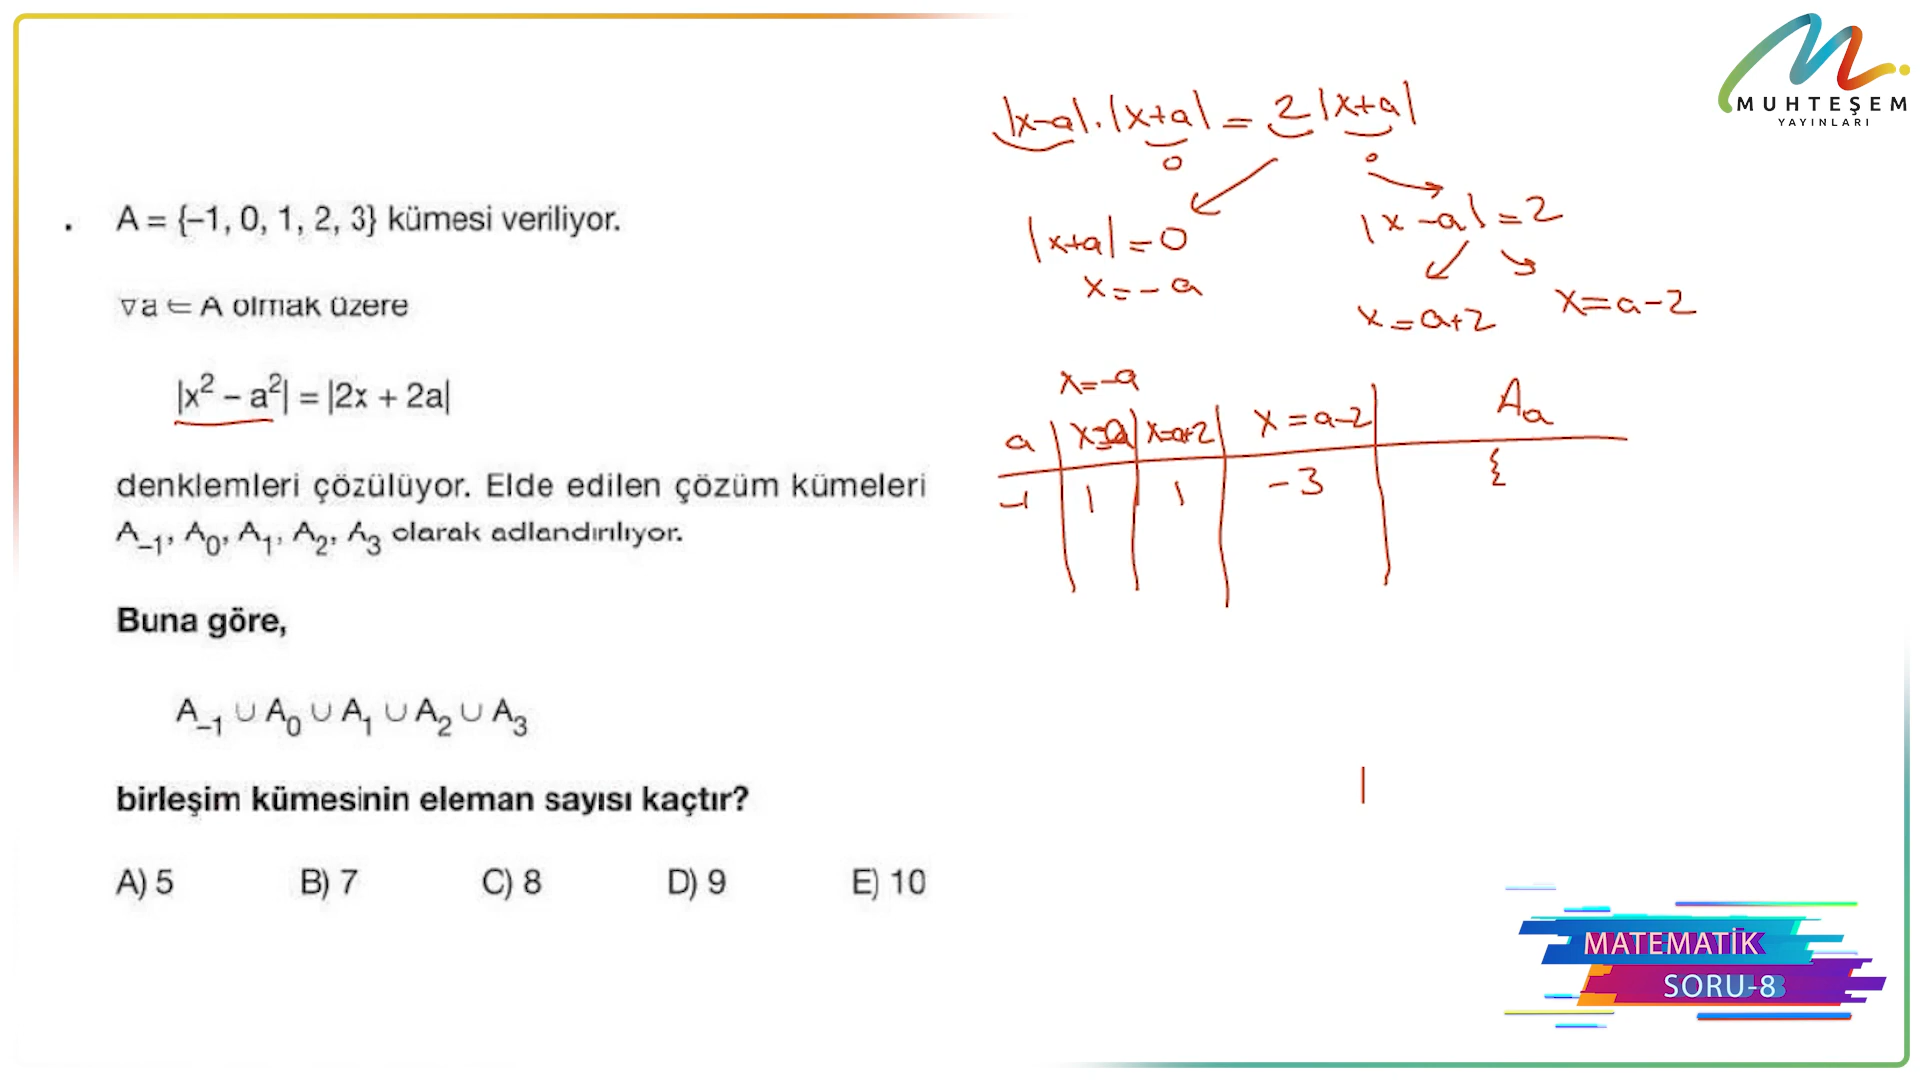 MUHTEŞEM
YAYINLARI
. A = {–1, 0, 1, 2, 3} kümesi veriliyor.
∀a ∈ A olmak üzere
|x² – a²| = |2x + 2a|
denklemleri çözülüyor. Elde edilen çözüm kümeleri
A₋₁, A₀, A₁, A₂, A₃ olarak adlandırılıyor.
Buna göre,
A₋₁ ∪ A₀ ∪ A₁ ∪ A₂ ∪ A₃
birleşim kümesinin eleman sayısı kaçtır?
A) 5 B) 7 C) 8 D) 9 E) 10
|x-a|.|x+a| = 2|x+a|
0 0
|x+a| = 0 |x-a| = 2
x = -a x = a+2 x = a-2
x=-a
a x=a+2 x = a-2 Aₐ
-1 1 1 -3 {
|
MATEMATİK
SORU-8